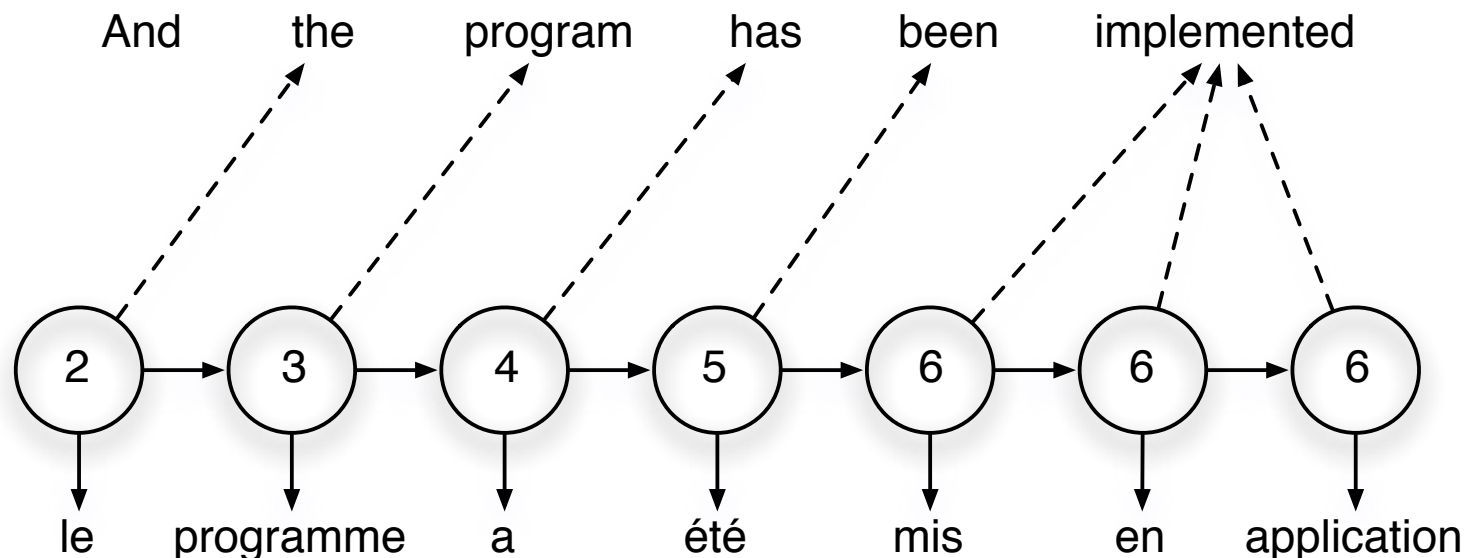 And the program has been implemented
2 3 4 5 6 6 6
le programme a été mis en application